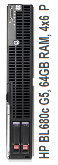 HP BL680c G5, 64GB RAM, 4x6 P